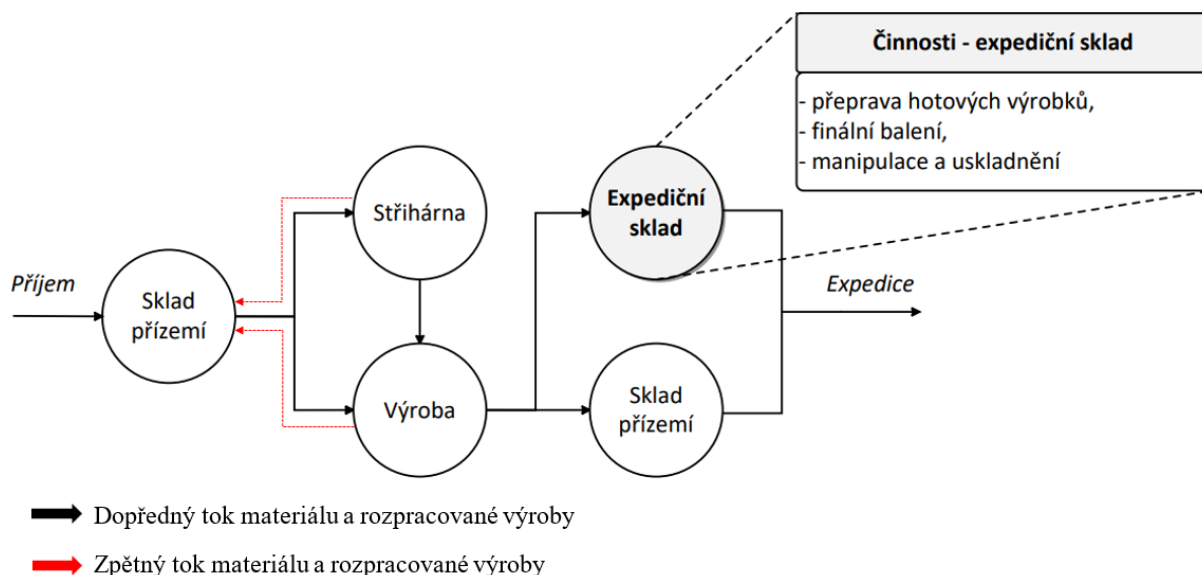 Činnosti - expediční sklad
- přeprava hotových výrobků,
- finální balení,
- manipulace a uskladnění
Střihárna
Expediční
sklad
Příjem
Sklad
přízemí
Expedice
Výroba
Sklad
přízemí
Dopředný tok materiálu a rozpracované výroby
Zpětný tok materiálu a rozpracované výroby